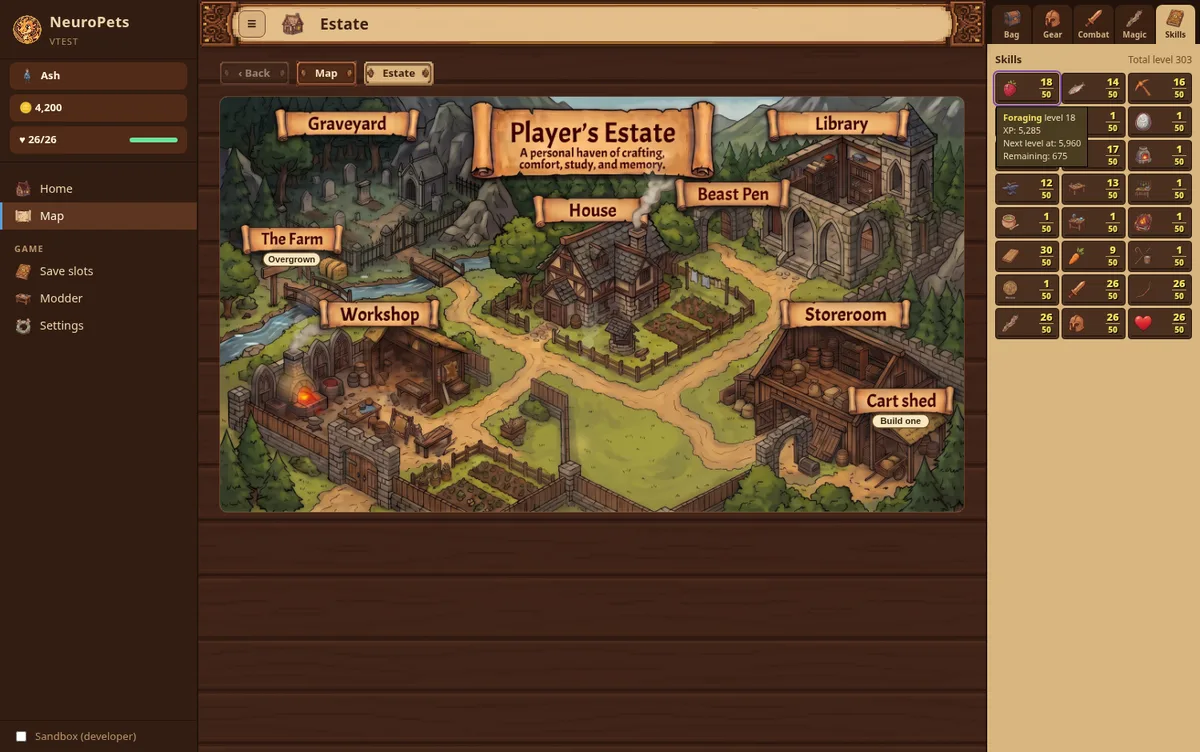 NeuroPets
VTEST
Ash
4,200
♥ 26/26
Home
Map
GAME
Save slots
Modder
Settings
Sandbox (developer)
≡
Estate
‹ Back
Map
Estate
Graveyard
Player's Estate
A personal haven of crafting,
comfort, study, and memory.
Library
House
Beast Pen
The Farm
Overgrown
Workshop
Storeroom
Cart shed
Build one
Bag
Gear
Combat
Magic
Skills
Skills
Total level 303
18
50
14
50
16
50
Foraging level 18
XP: 5,285
Next level at: 5,960
Remaining: 675
1
50
1
50
17
50
1
50
12
50
13
50
1
50
1
50
1
50
1
50
30
50
9
50
1
50
1
50
26
50
26
50
26
50
26
50
26
50